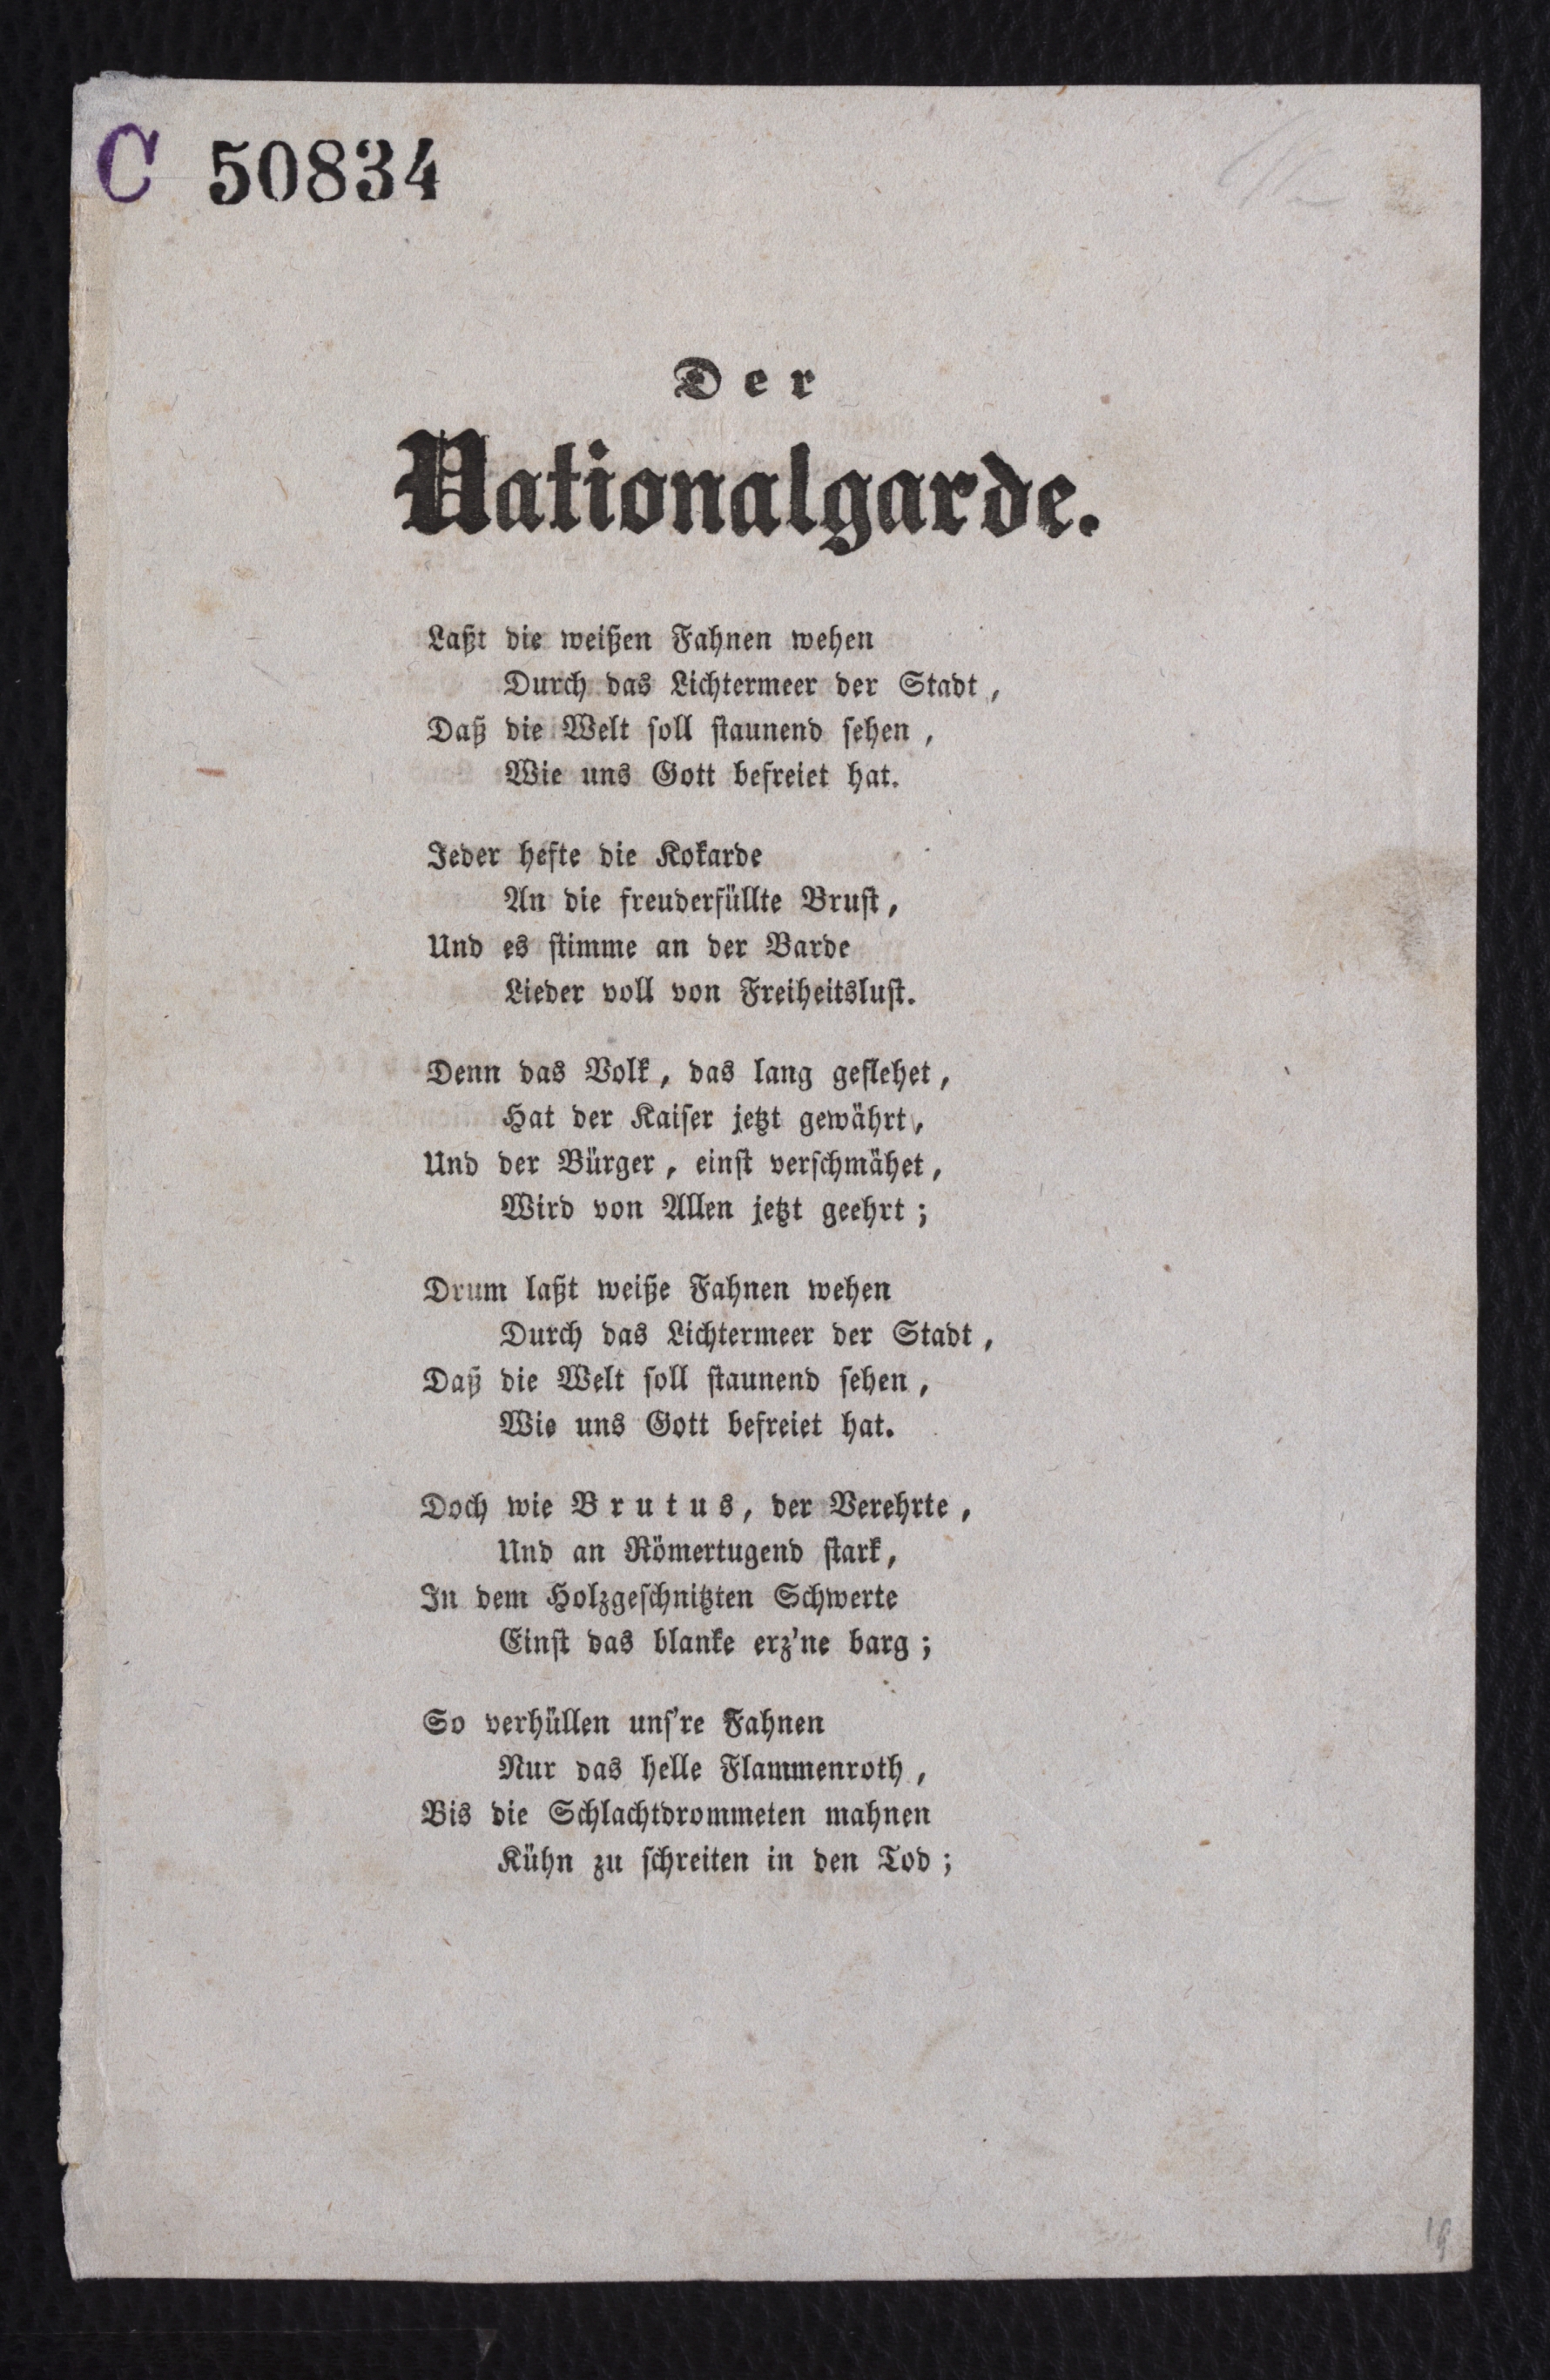 C 50834
Der
Nationalgarde.
Laßt die weißen Fahnen wehen
Durch das Lichtermeer der Stadt,
Daß die Welt soll staunend sehen,
Wie uns Gott befreiet hat.
Jeder hefte die Kokarde
An die freuderfüllte Brust,
Und es stimme an der Barde
Lieder voll von Freiheitslust.
Denn das Volk, das lang geflehet,
Hat der Kaiser jetzt gewährt,
Und der Bürger, einst verschmähet,
Wird von Allen jetzt geehrt;
Drum laßt weiße Fahnen wehen
Durch das Lichtermeer der Stadt,
Daß die Welt soll staunend sehen,
Wie uns Gott befreiet hat.
Doch wie Brutus, der Verehrte,
Und an Römertugend stark,
In dem Holzgeschnitzten Schwerte
Einst das blanke erz'ne barg;
So verhüllen uns're Fahnen
Nur das helle Flammenroth,
Bis die Schlachtdrommeten mahnen
Kühn zu schreiten in den Tod;
19